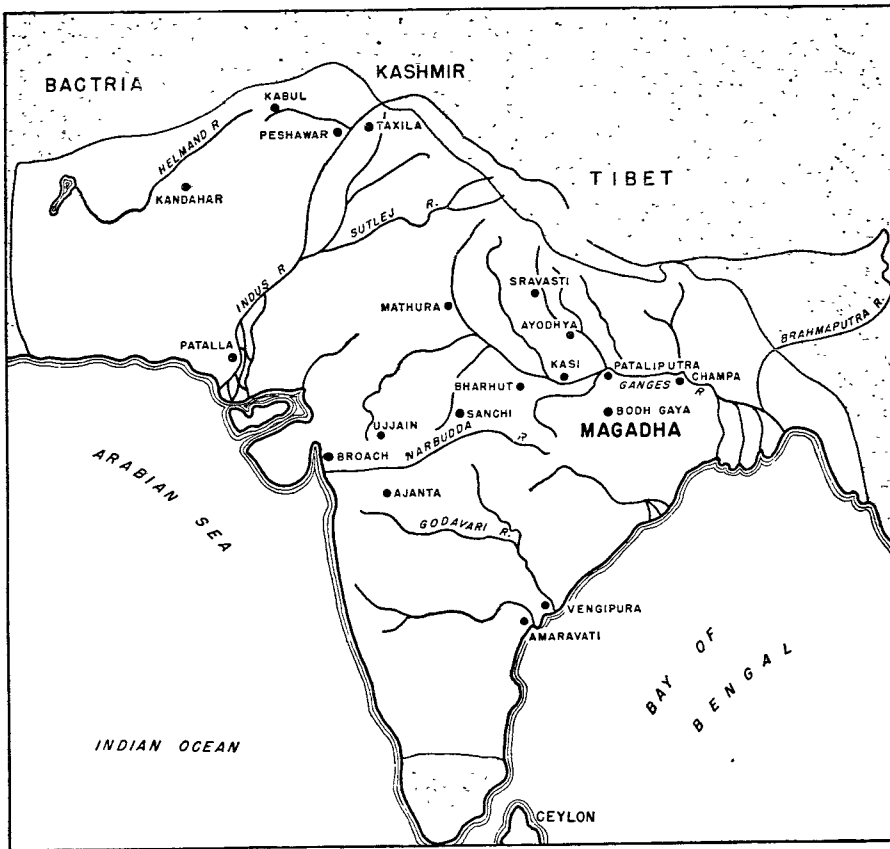 BACTRIA
KASHMIR
KABUL
PESHAWAR
TAXILA
HELMAND R
KANDAHAR
TIBET
SUTLEJ R.
INDUS R
SRAVASTI
MATHURA
AYODHYA
BRAHMAPUTRA R.
PATALLA
KASI
PATALIPUTRA
GANGES R
CHAMPA
BHARHUT
SANCHI
BODH GAYA
UJJAIN
MAGADHA
NARBUDDA R
BROACH
ARABIAN SEA
AJANTA
GODAVARI R.
VENGIPURA
AMARAVATI
BAY OF BENGAL
INDIAN OCEAN
CEYLON